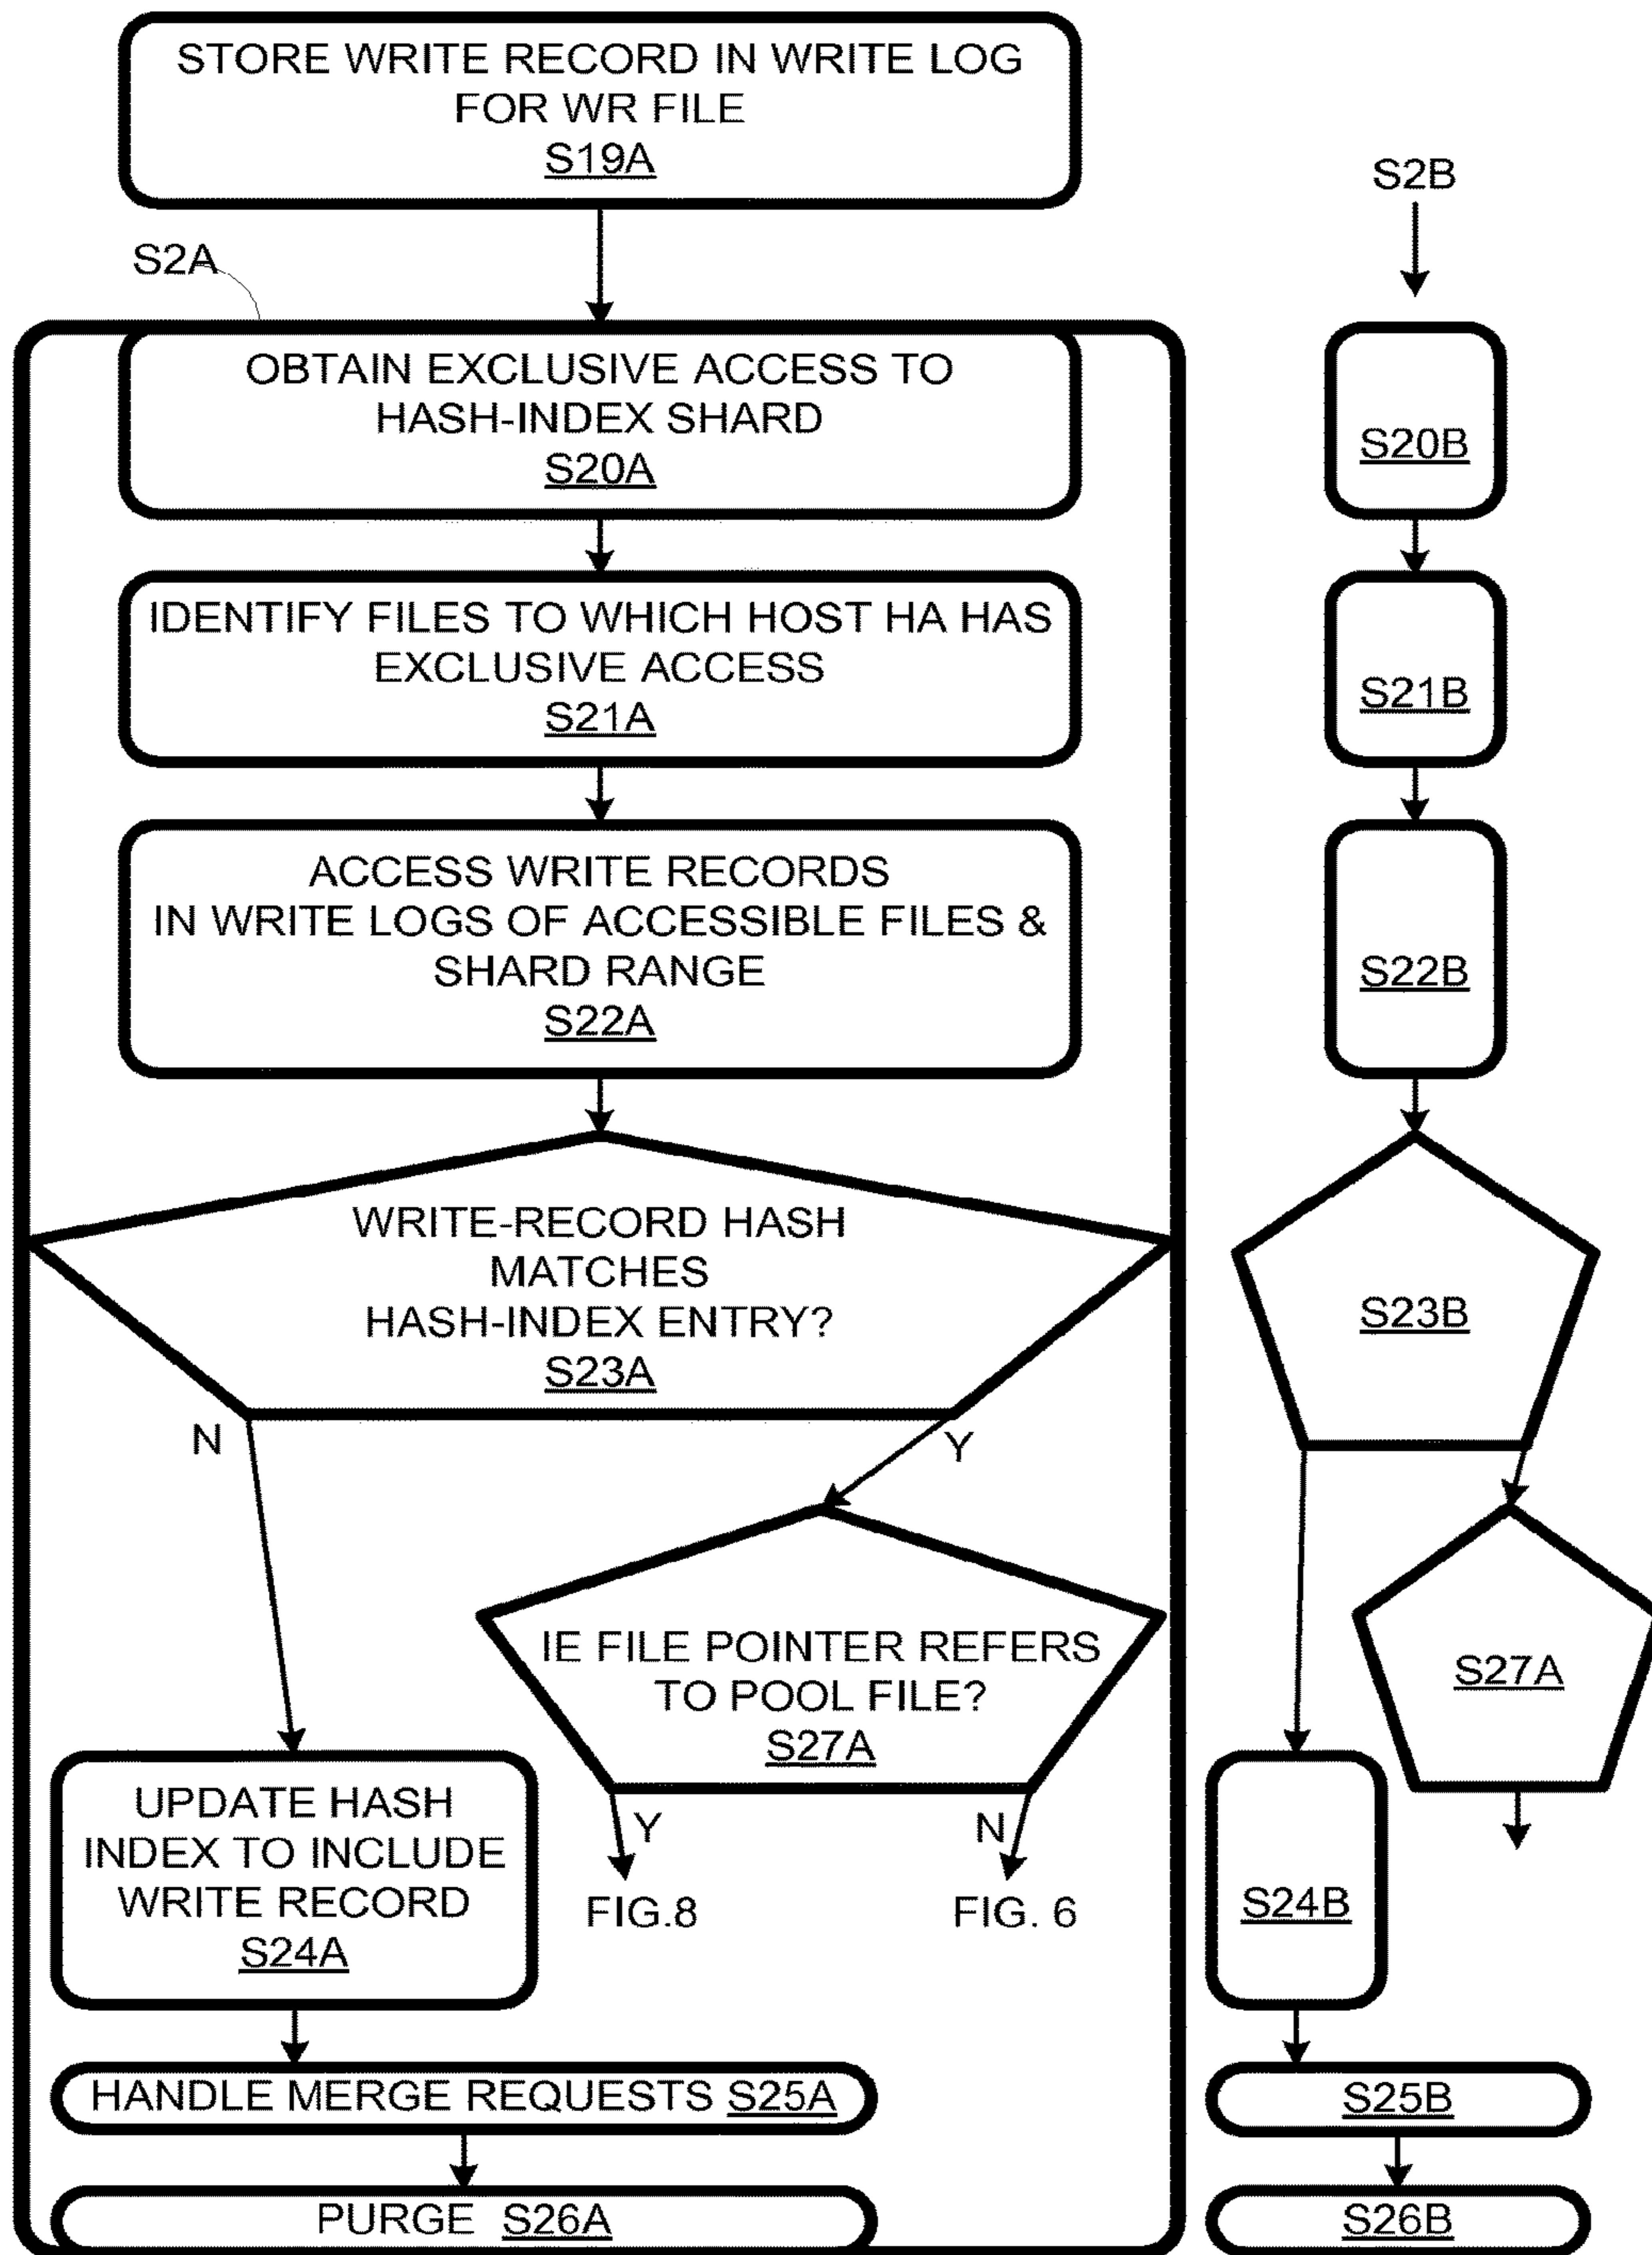 STORE WRITE RECORD IN WRITE LOG
FOR WR FILE
S19A
S2B
S2A
OBTAIN EXCLUSIVE ACCESS TO
HASH-INDEX SHARD
S20A
S20B
IDENTIFY FILES TO WHICH HOST HA HAS
EXCLUSIVE ACCESS
S21A
S21B
ACCESS WRITE RECORDS
IN WRITE LOGS OF ACCESSIBLE FILES &
SHARD RANGE
S22A
S22B
WRITE-RECORD HASH
MATCHES
HASH-INDEX ENTRY?
S23A
S23B
N
Y
IE FILE POINTER REFERS
TO POOL FILE?
S27A
S27A
Y
N
FIG.8
FIG. 6
UPDATE HASH
INDEX TO INCLUDE
WRITE RECORD
S24A
S24B
HANDLE MERGE REQUESTS S25A
S25B
PURGE S26A
S26B